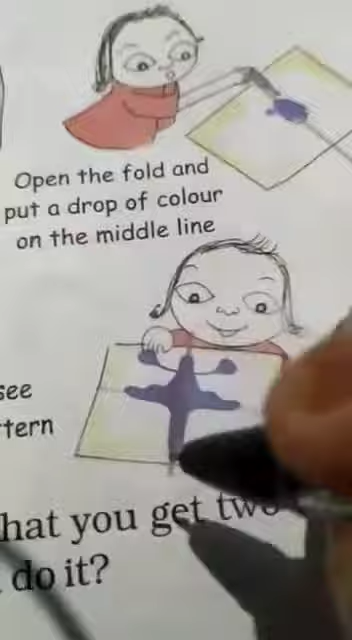 Open the fold and
put a drop of colour
on the middle line
see
tern
hat you get two
do it?